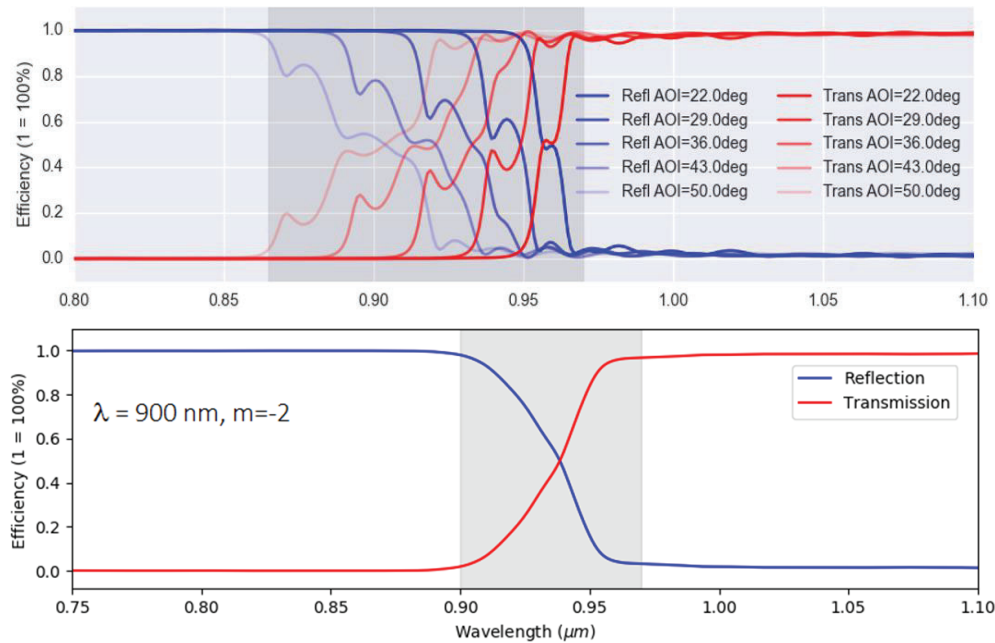 1.0
0.8
0.6
0.4
0.2
0.0
Efficiency (1 = 100%)
Refl AOI=22.0deg
Refl AOI=29.0deg
Refl AOI=36.0deg
Refl AOI=43.0deg
Refl AOI=50.0deg
Trans AOI=22.0deg
Trans AOI=29.0deg
Trans AOI=36.0deg
Trans AOI=43.0deg
Trans AOI=50.0deg
0.80 0.85 0.90 0.95 1.00 1.05 1.10
1.0
0.8
0.6
0.4
0.2
0.0
Efficiency (1 = 100%)
λ = 900 nm, m=-2
Reflection
Transmission
0.75 0.80 0.85 0.90 0.95 1.00 1.05 1.10
Wavelength (μm)